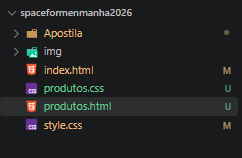 spaceformenmanha2026
Apostila
img
index.html M
produtos.css U
produtos.html U
style.css M